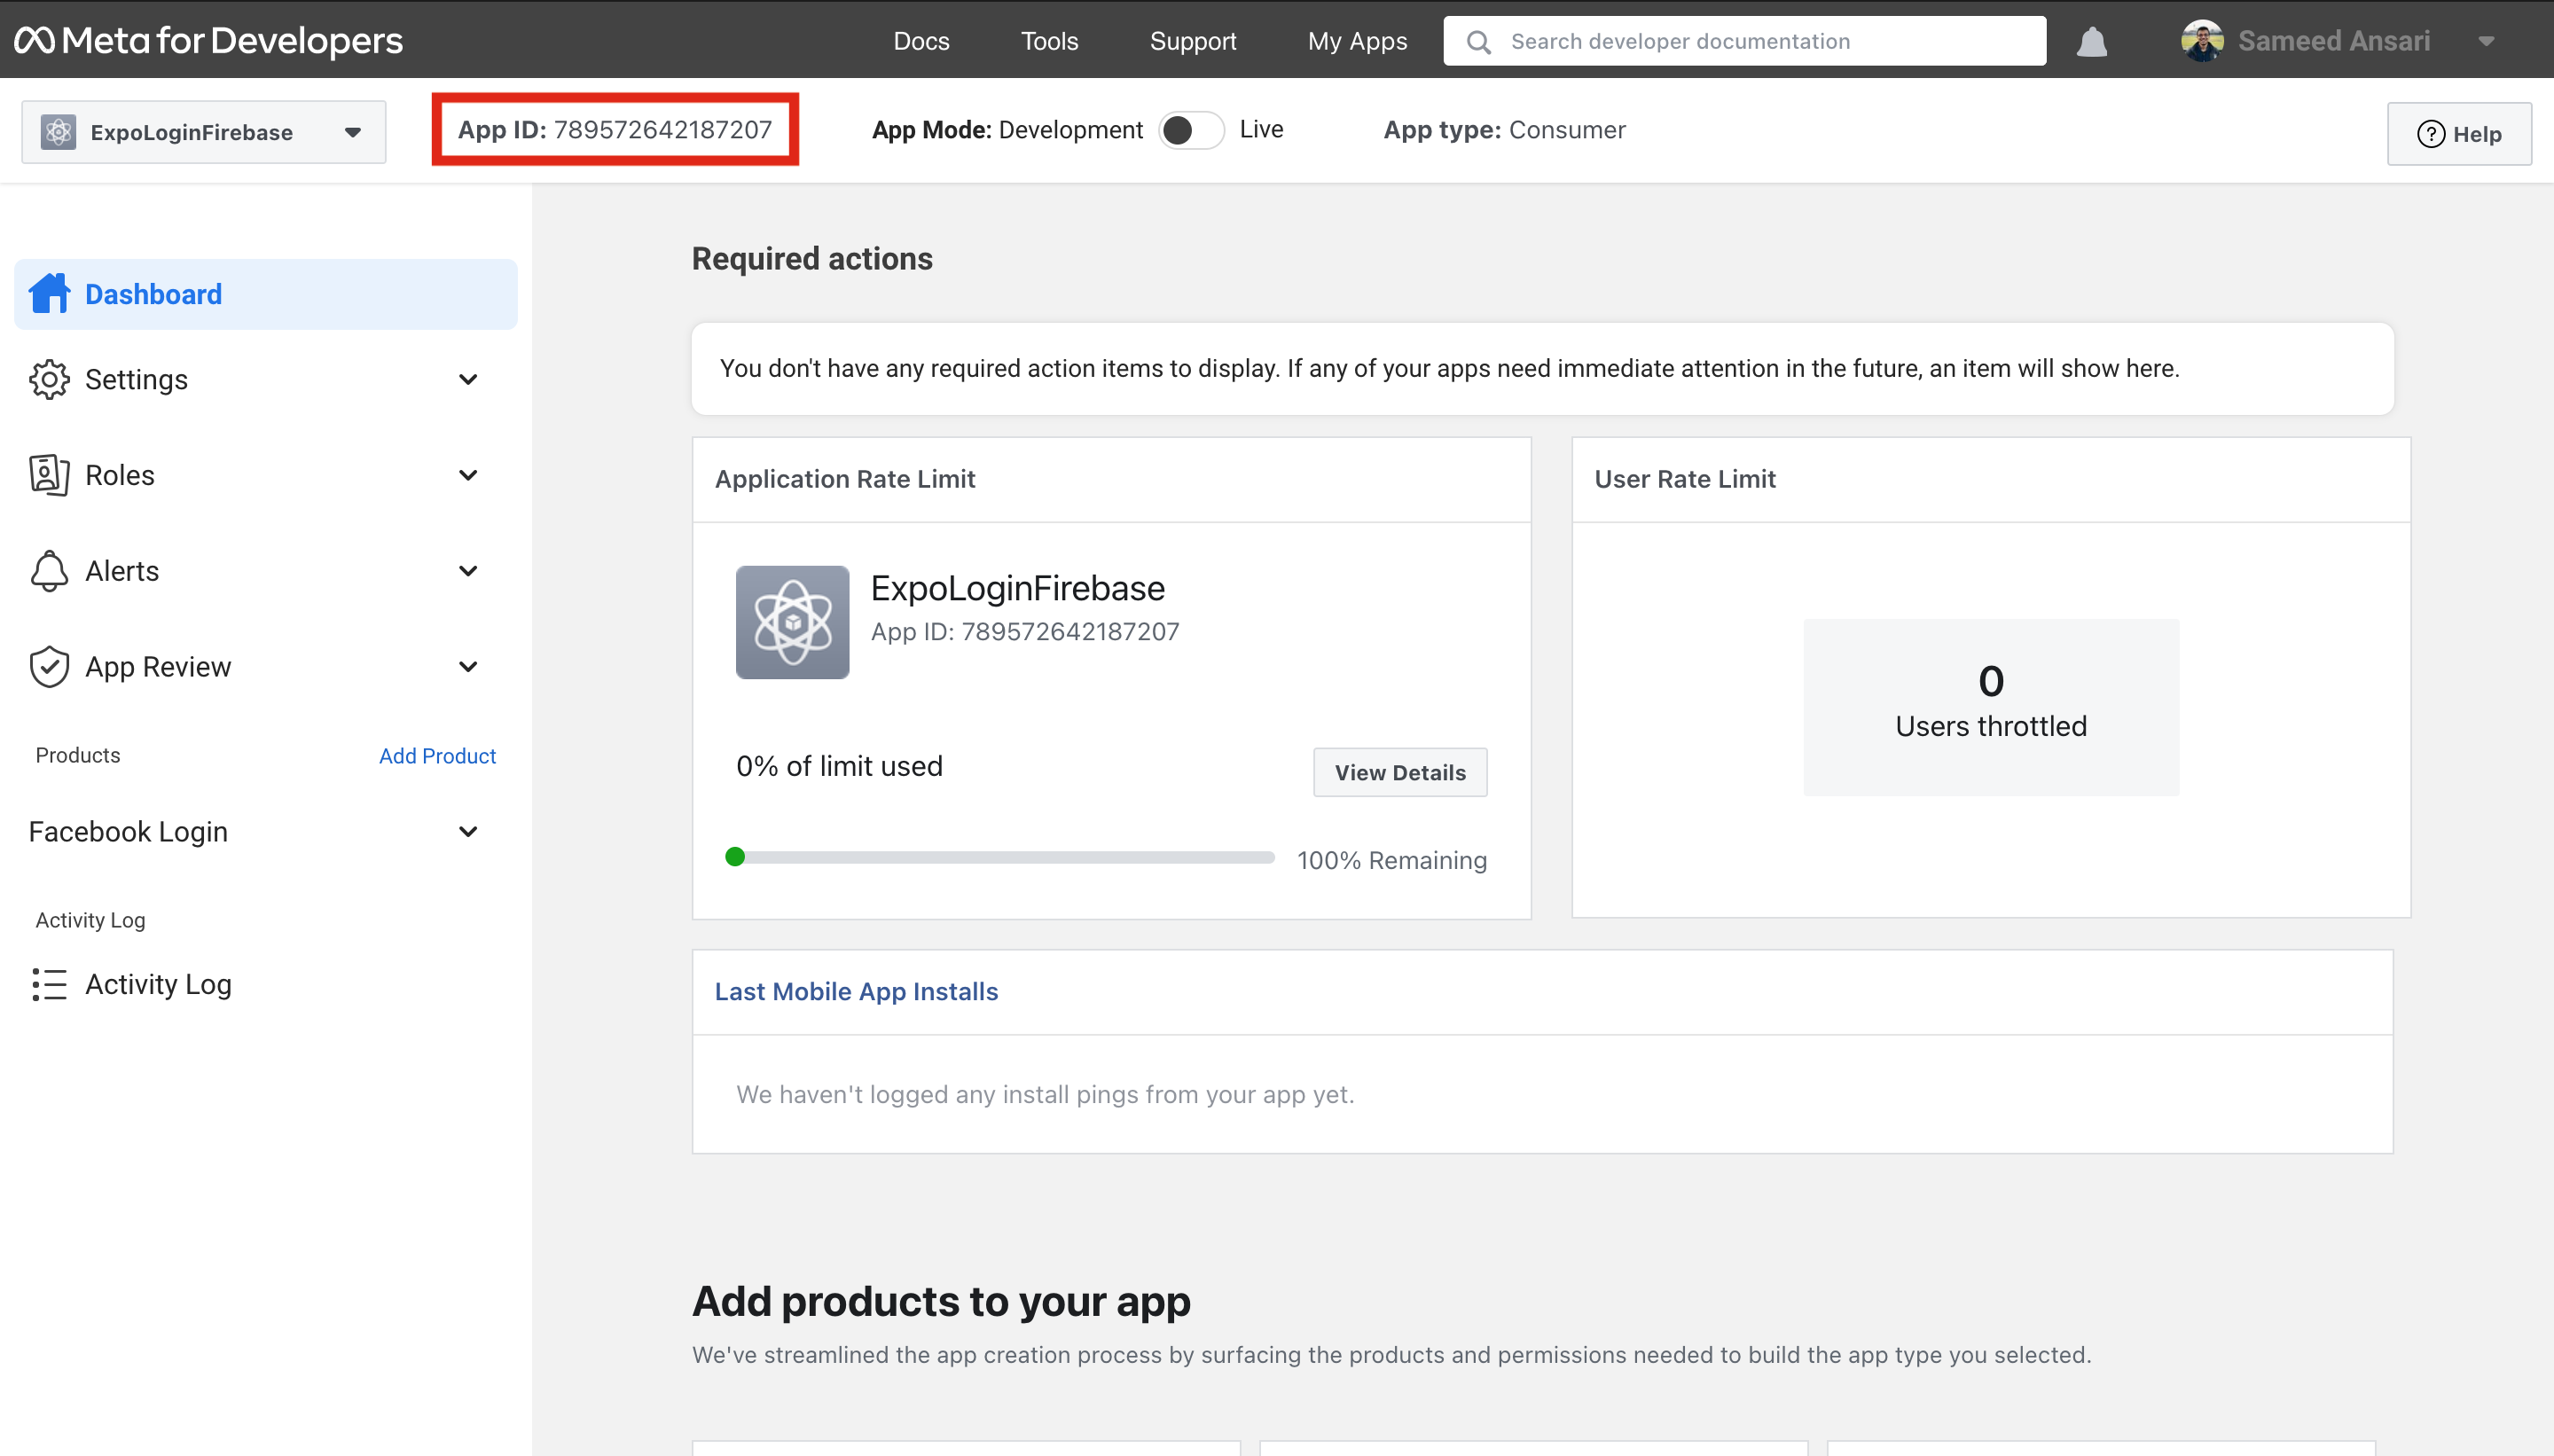 Meta for Developers
Docs
Tools
Support
My Apps
Search developer documentation
Sameed Ansari
ExpoLoginFirebase
App ID: 789572642187207
App Mode: Development
Live
App type: Consumer
? Help
Dashboard
Settings
Roles
Alerts
App Review
Products
Add Product
Facebook Login
Activity Log
Activity Log
Required actions
You don't have any required action items to display. If any of your apps need immediate attention in the future, an item will show here.
Application Rate Limit
ExpoLoginFirebase
App ID: 789572642187207
0% of limit used
View Details
100% Remaining
User Rate Limit
0
Users throttled
Last Mobile App Installs
We haven't logged any install pings from your app yet.
Add products to your app
We've streamlined the app creation process by surfacing the products and permissions needed to build the app type you selected.